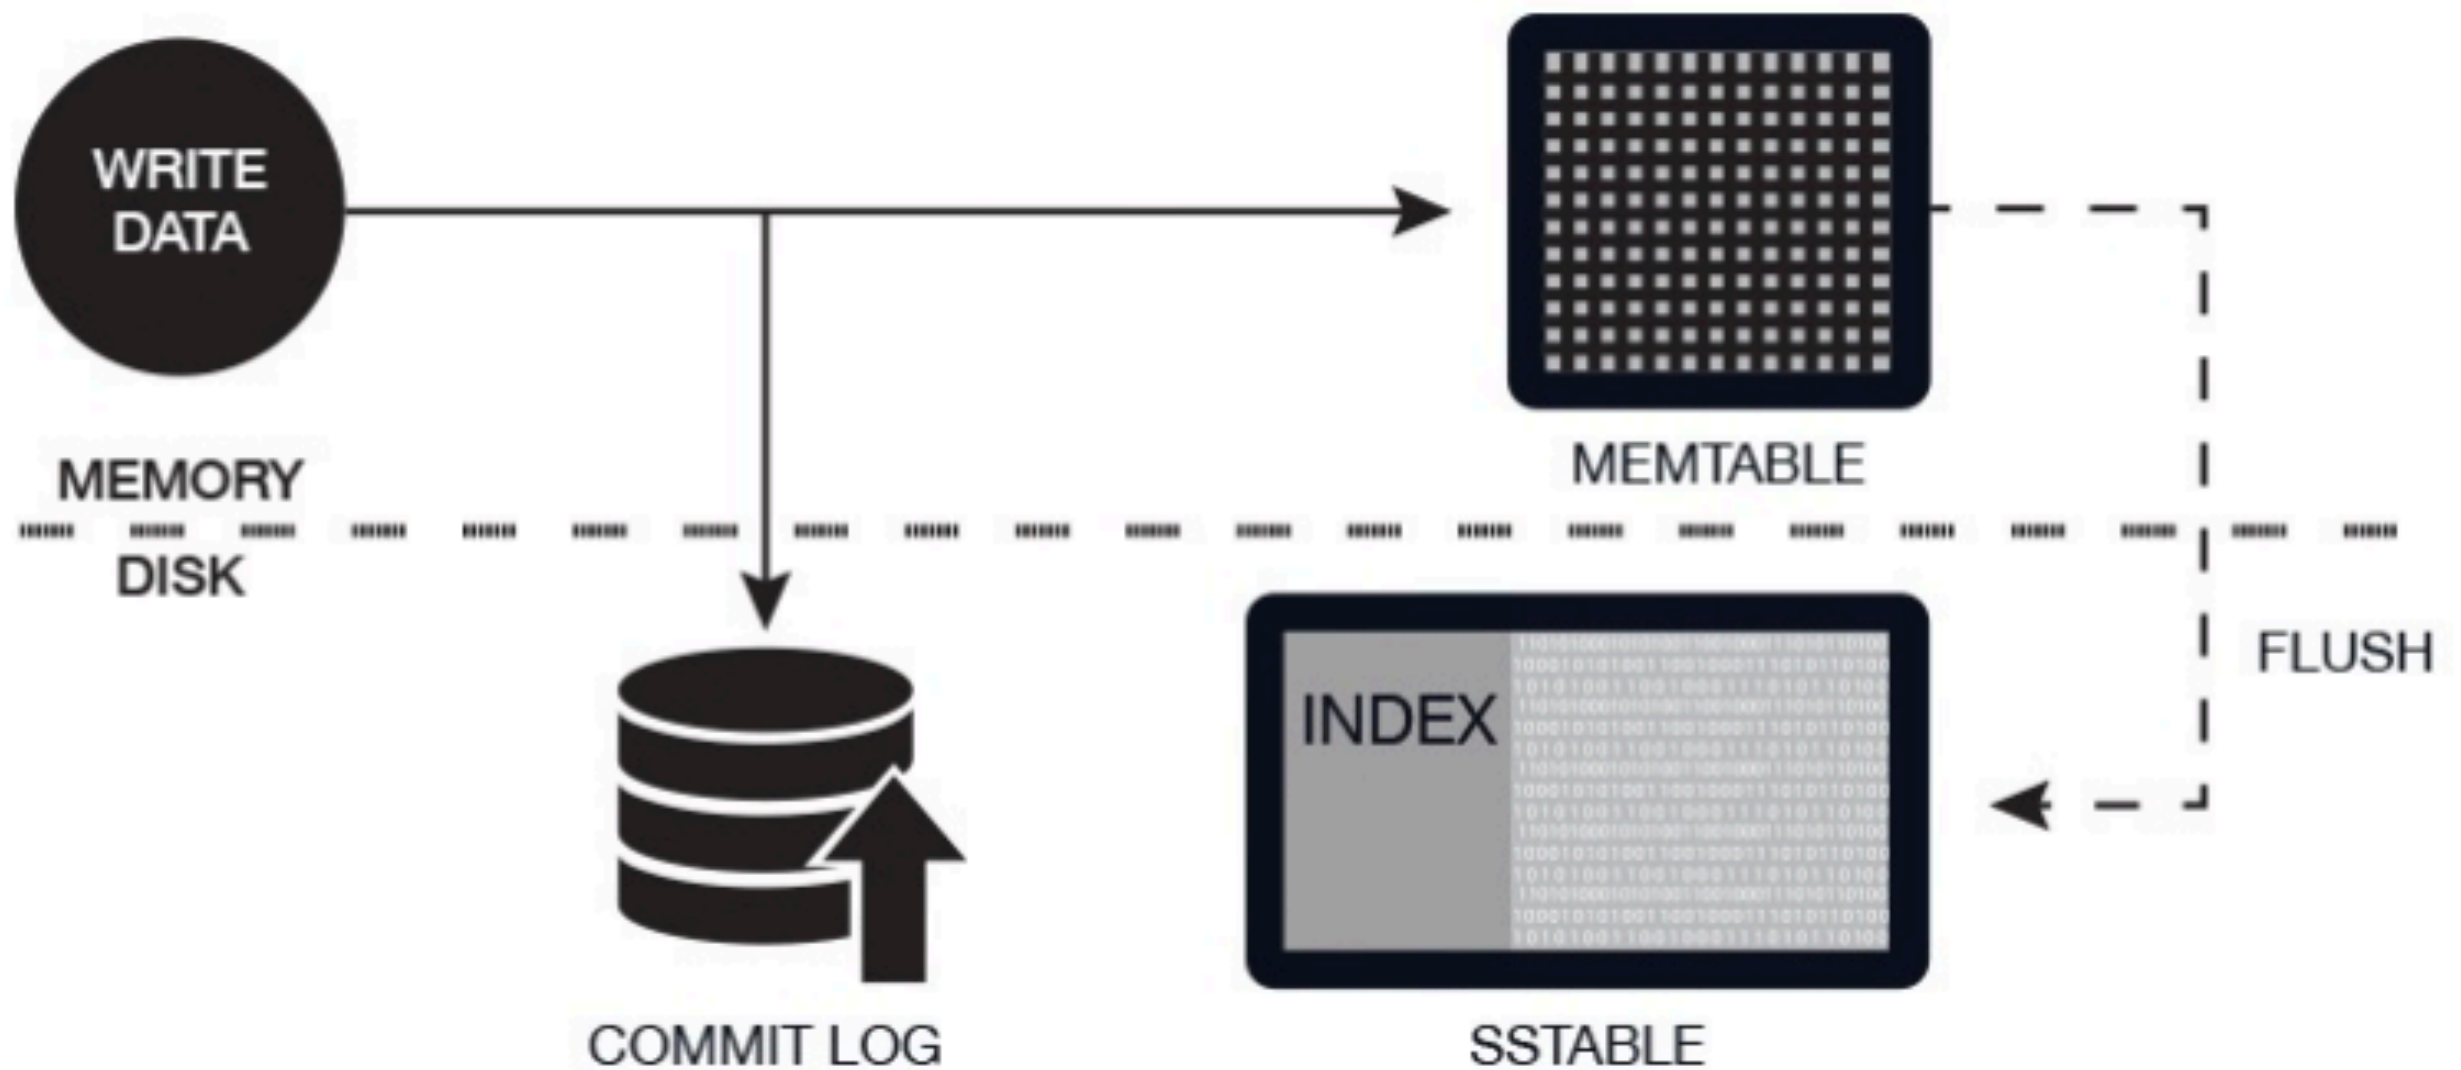 WRITE
DATA
MEMTABLE
MEMORY
DISK
FLUSH
INDEX
COMMIT LOG
SSTABLE